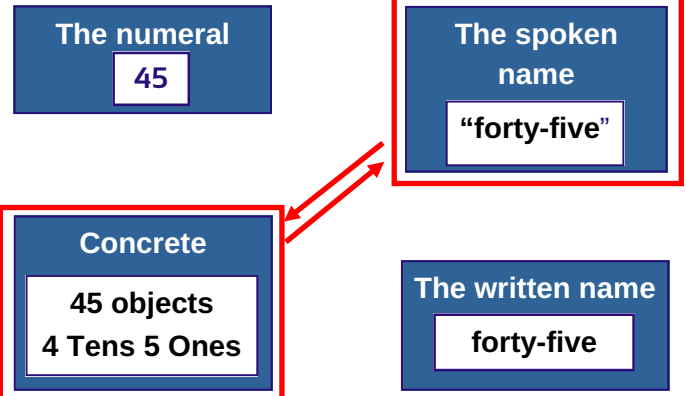 The numeral
45
The spoken
name
“forty-five”
Concrete
45 objects
4 Tens 5 Ones
The written name
forty-five